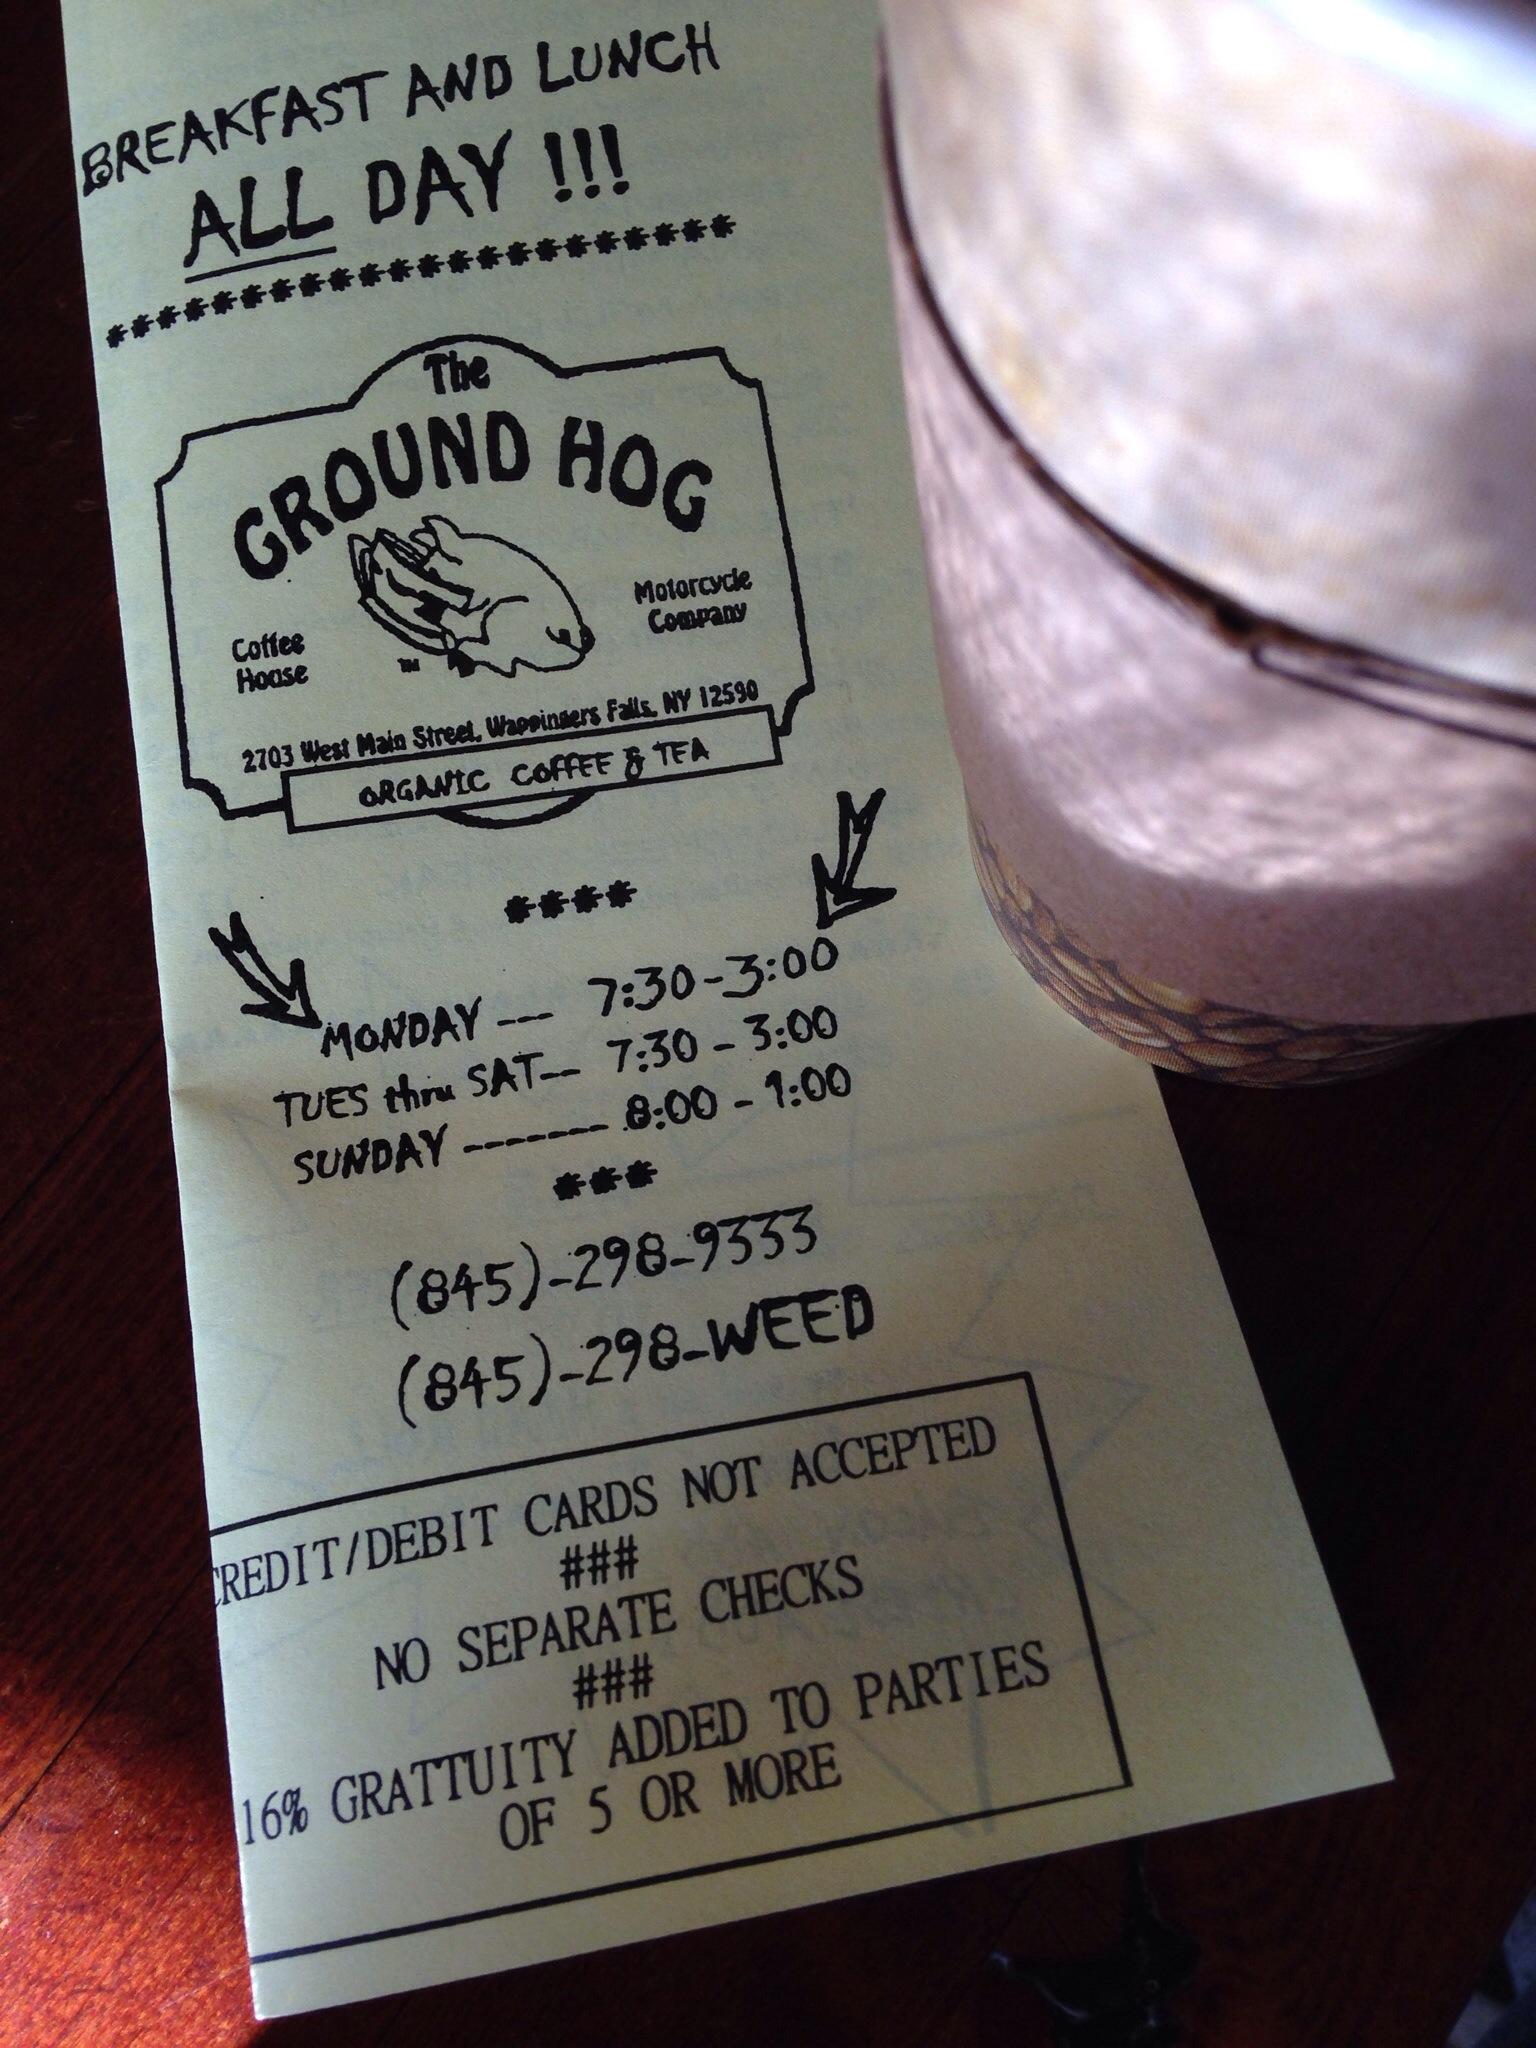 BREAKFAST AND LUNCH
ALL DAY !!!
********************
The
GROUND HOG
Coffee House
Motorcycle Company
TM
2703 West Main Street, Wappingers Falls, NY 12590
ORGANIC COFFEE & TEA
****
MONDAY --- 7:30-3:00
TUES thru SAT-- 7:30 - 3:00
SUNDAY ------- 8:00 - 1:00
***
(845)-298-9333
(845)-298-WEED
CREDIT/DEBIT CARDS NOT ACCEPTED
###
NO SEPARATE CHECKS
###
16% GRATTUITY ADDED TO PARTIES
OF 5 OR MORE